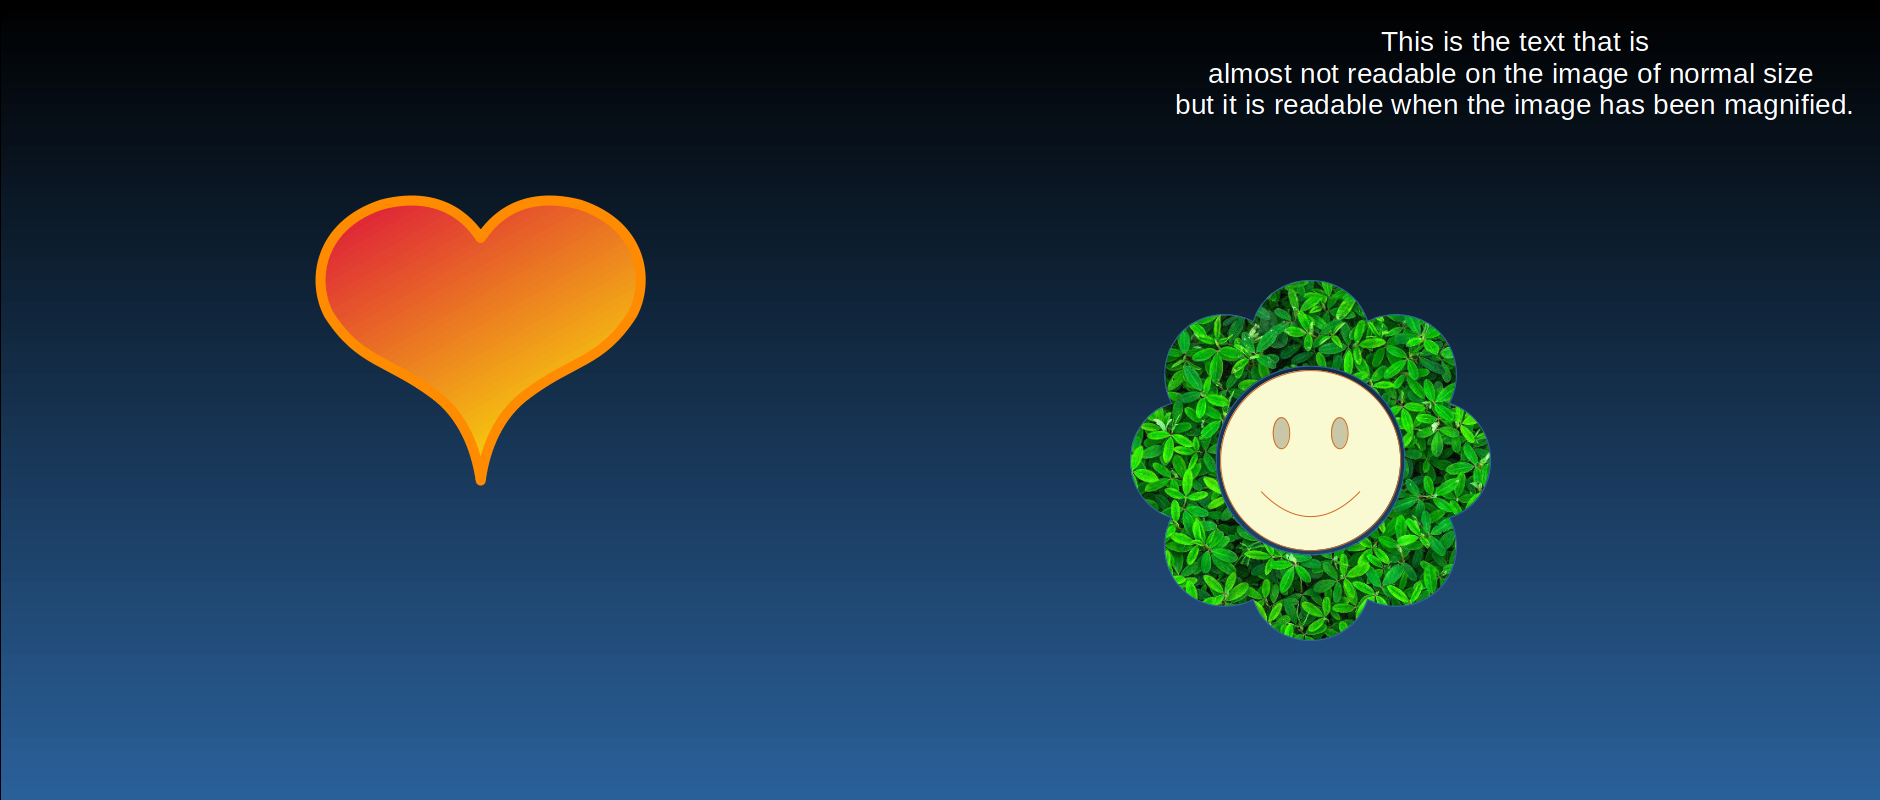 This is the text that is
almost not readable on the image of normal size
but it is readable when the image has been magnified.